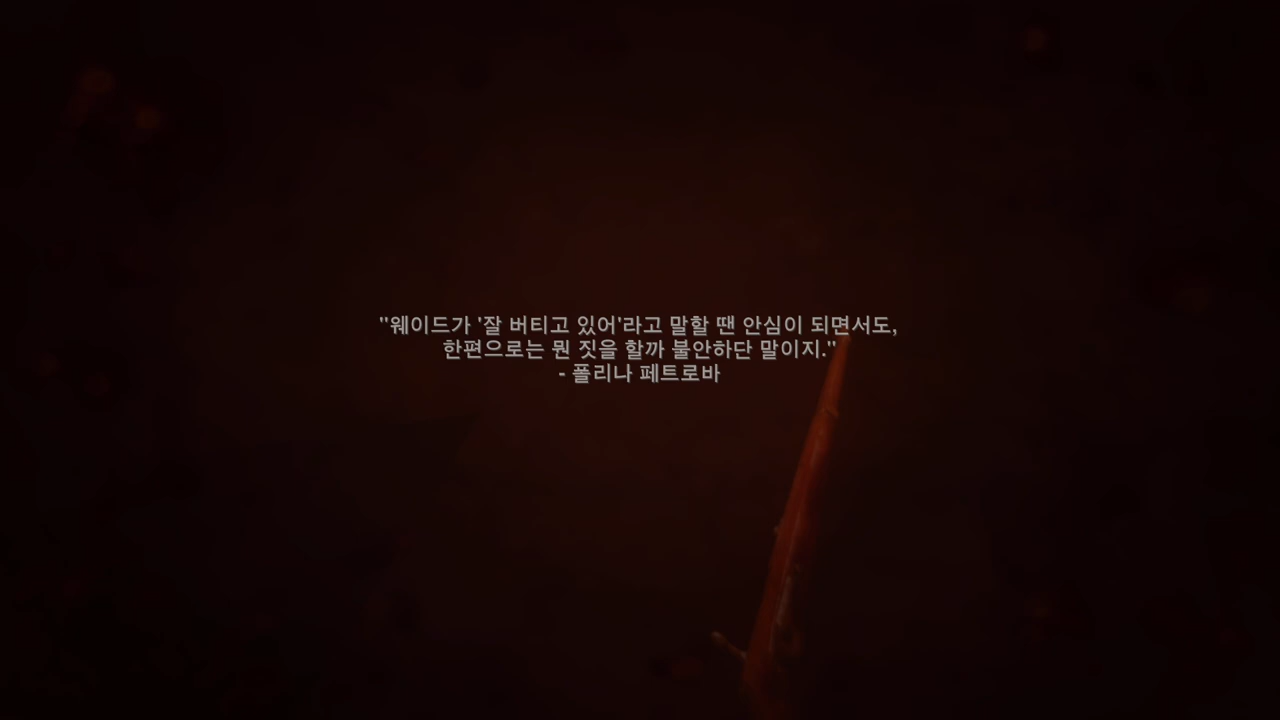 "웨이드가 '잘 버티고 있어'라고 말할 땐 안심이 되면서도,
한편으로는 뭔 짓을 할까 불안하단 말이지."
- 폴리나 페트로바